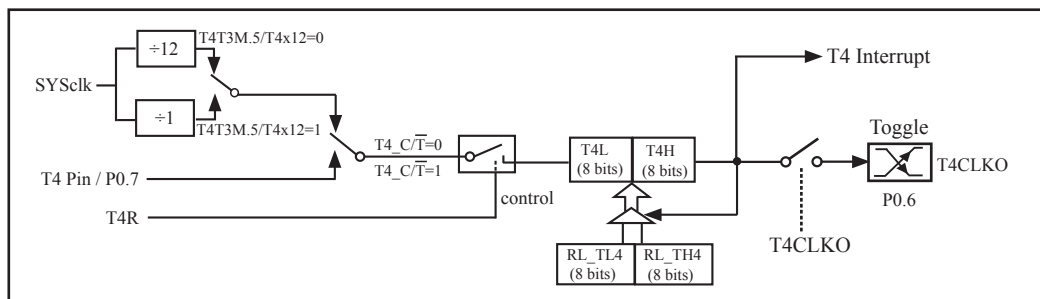 T4T3M.5/T4x12=0
÷12
SYSclk
÷1
T4T3M.5/T4x12=1
T4 Pin / P0.7
T4R
T4_C/T̅=0
T4_C/T̅=1
control
T4L
(8 bits)
T4H
(8 bits)
RL_TL4
(8 bits)
RL_TH4
(8 bits)
T4 Interrupt
Toggle
T4CLKO
P0.6
T4CLKO